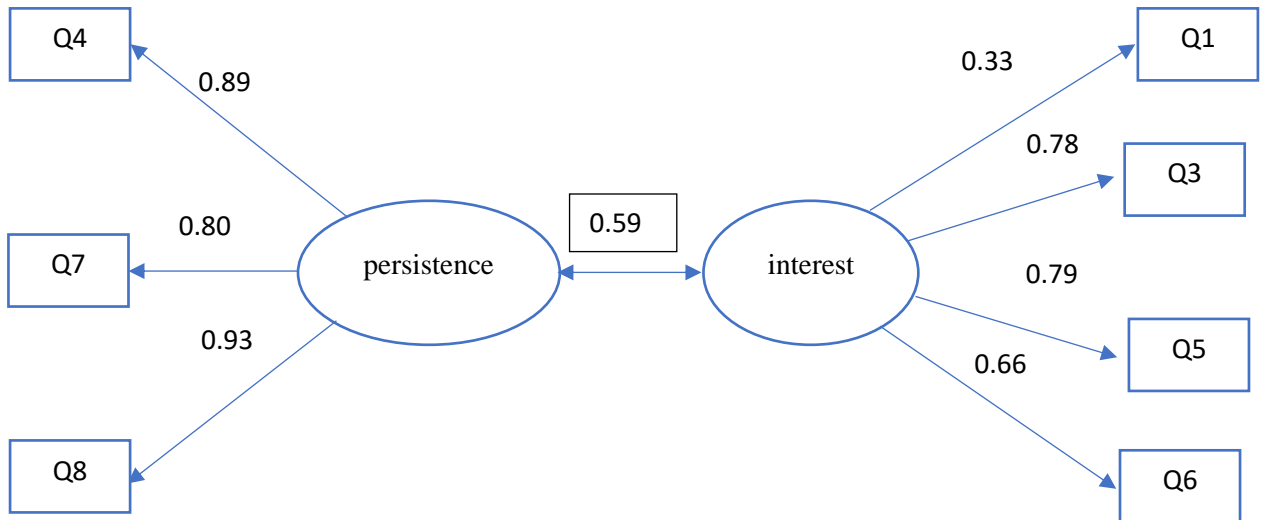 Q4
Q1
0.89
0.33
0.78
Q3
0.80
0.59
Q7
persistence
interest
0.79
0.93
Q5
0.66
Q8
Q6